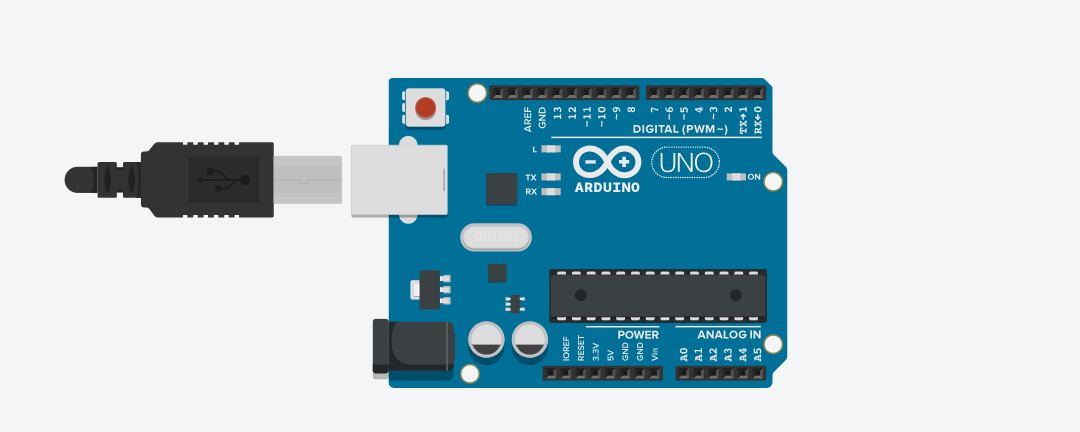 AREF GND 13 12 ~11 ~10 ~9 8 7 ~6 ~5 4 ~3 2 TX→1 RX←0
DIGITAL (PWM~)
L
TX
RX
ARDUINO
UNO
ON
POWER
ANALOG IN
IOREF RESET 3.3V 5V GND GND Vin A0 A1 A2 A3 A4 A5